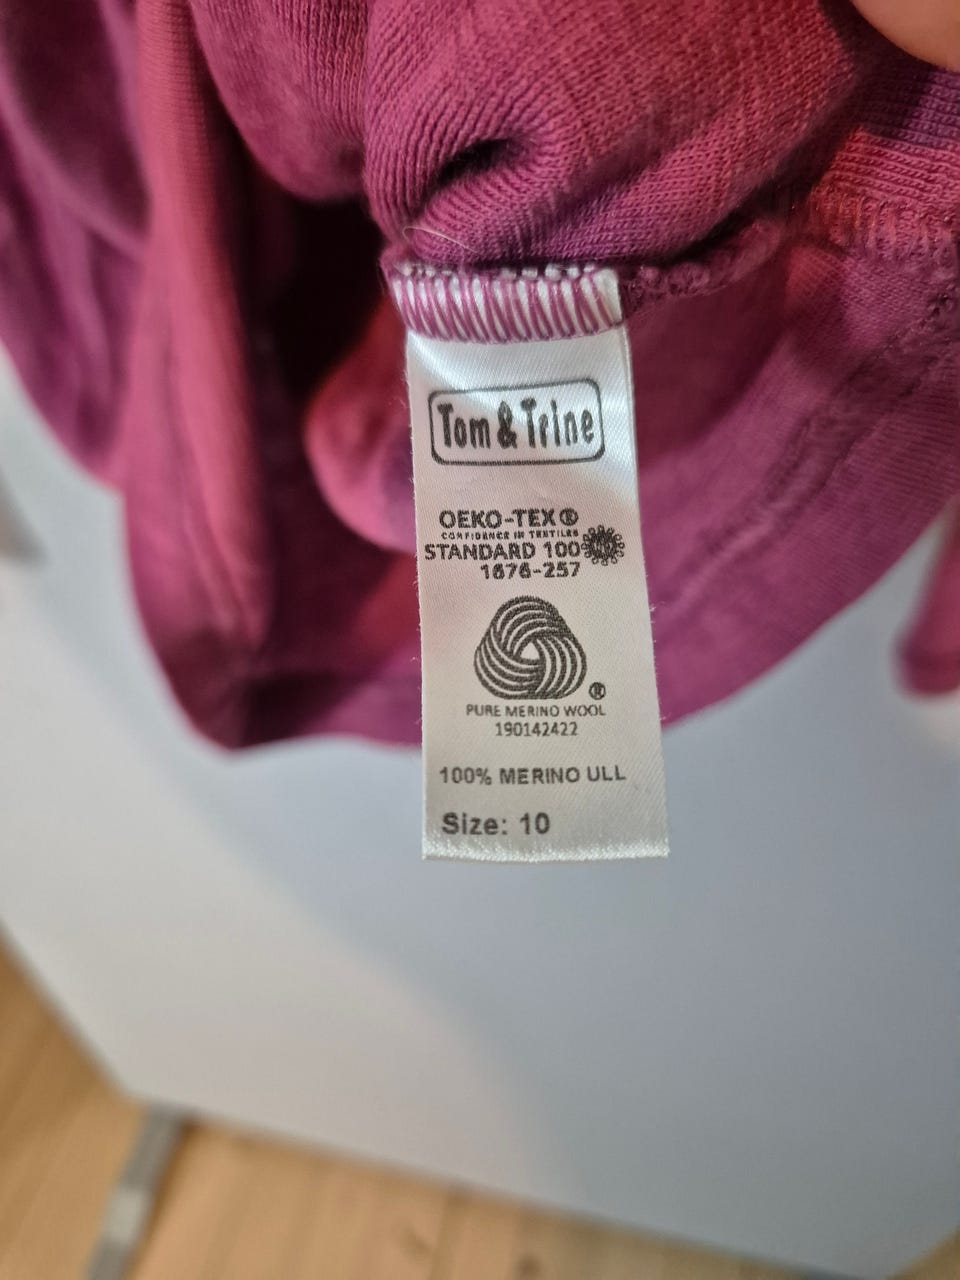 Tom & Trine
OEKO-TEX®
CONFIDENCE IN TEXTILES
STANDARD 100
1676-257
®
PURE MERINO WOOL
190142422
100% MERINO ULL
Size: 10